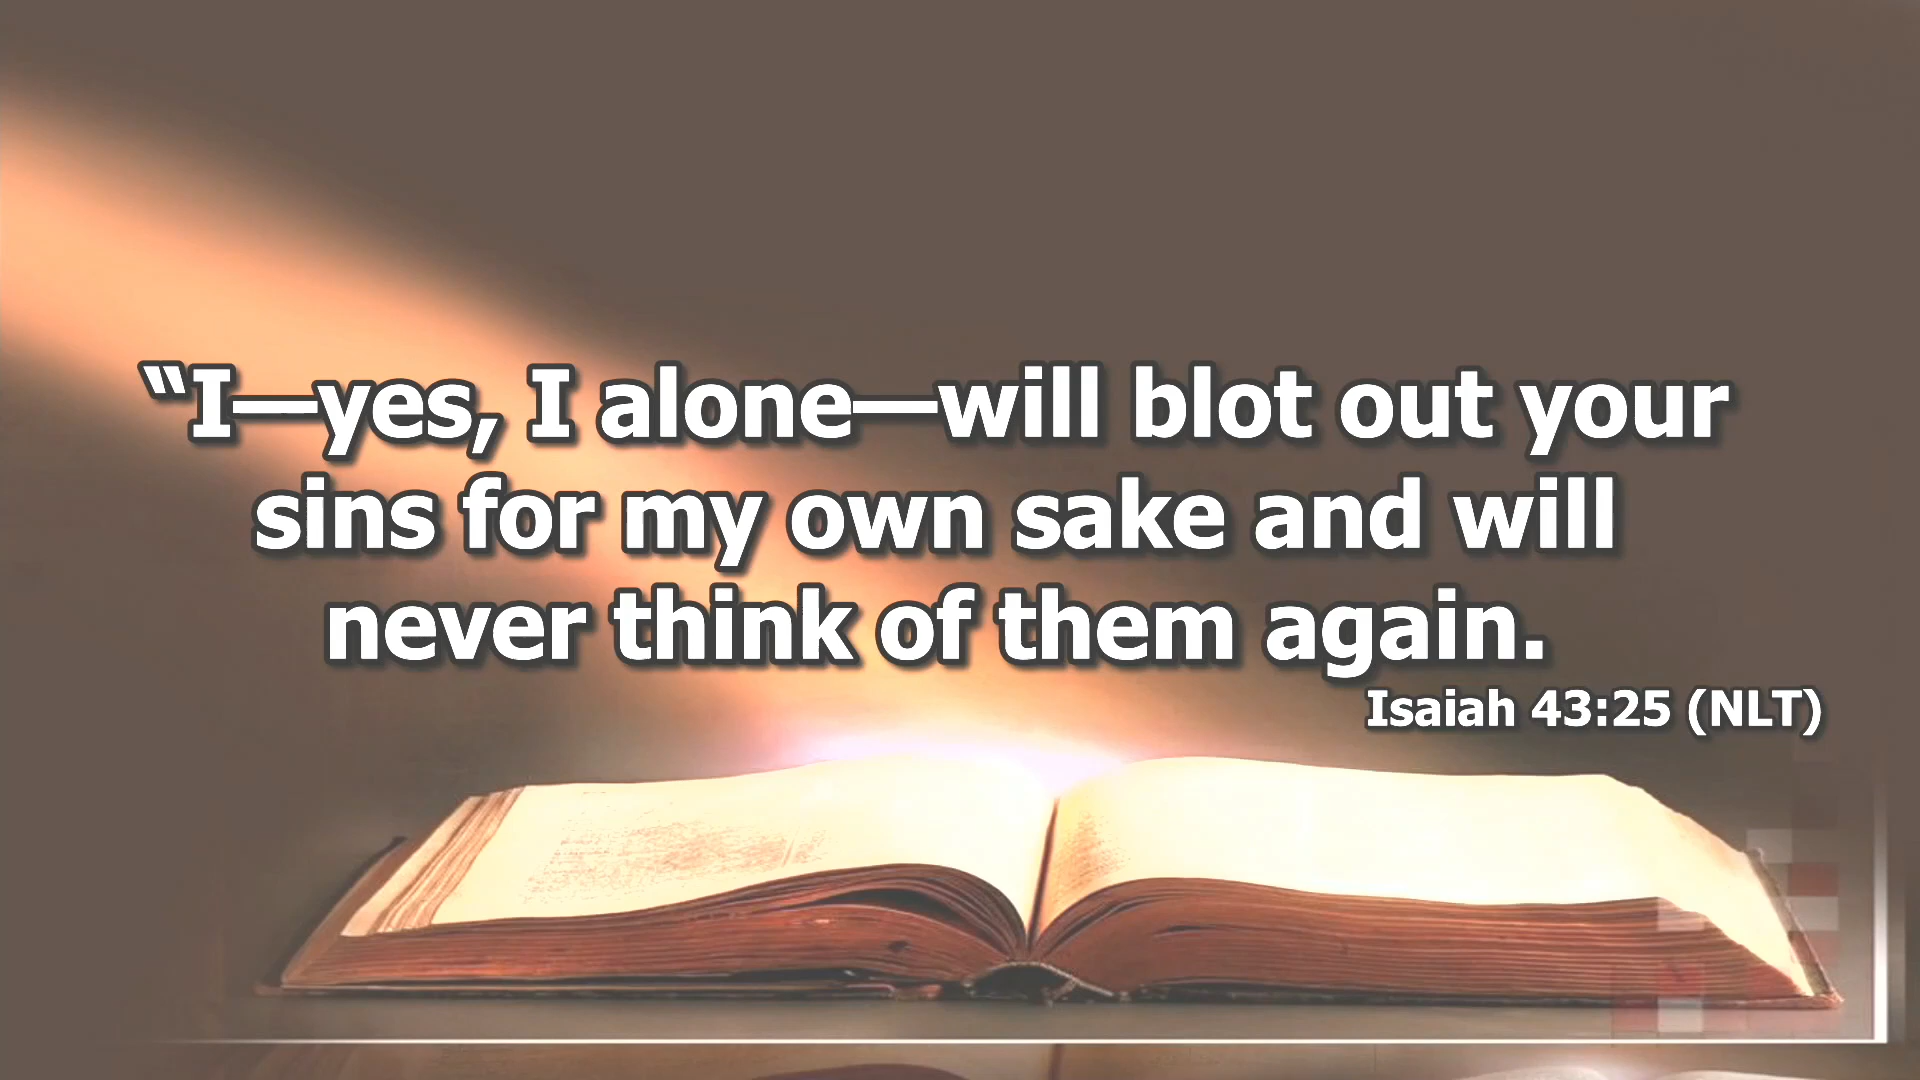 “I—yes, I alone—will blot out your
sins for my own sake and will
never think of them again.
Isaiah 43:25 (NLT)